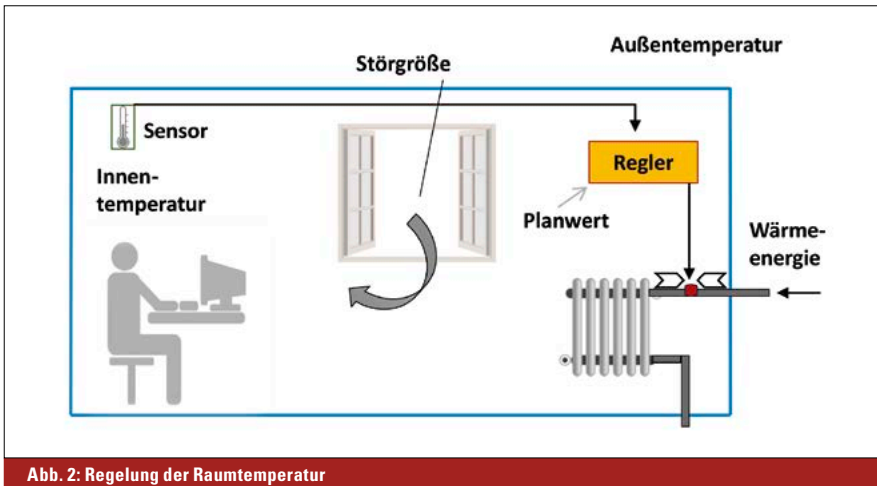 Außentemperatur
Störgröße
Sensor
Regler
Innen-
temperatur
Planwert
Wärme-
energie
Abb. 2: Regelung der Raumtemperatur